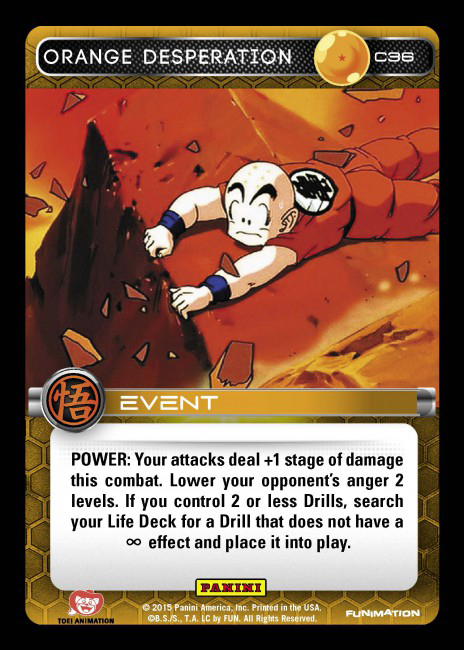 ORANGE DESPERATION C36
悟
EVENT
POWER: Your attacks deal +1 stage of damage
this combat. Lower your opponent's anger 2
levels. If you control 2 or less Drills, search
your Life Deck for a Drill that does not have a
∞ effect and place it into play.
PANINI
© 2015 Panini America, Inc. Printed in the USA.
©B.S./S., T.A. LC by FUN. All Rights Reserved.
TOEI ANIMATION
FUNIMATION